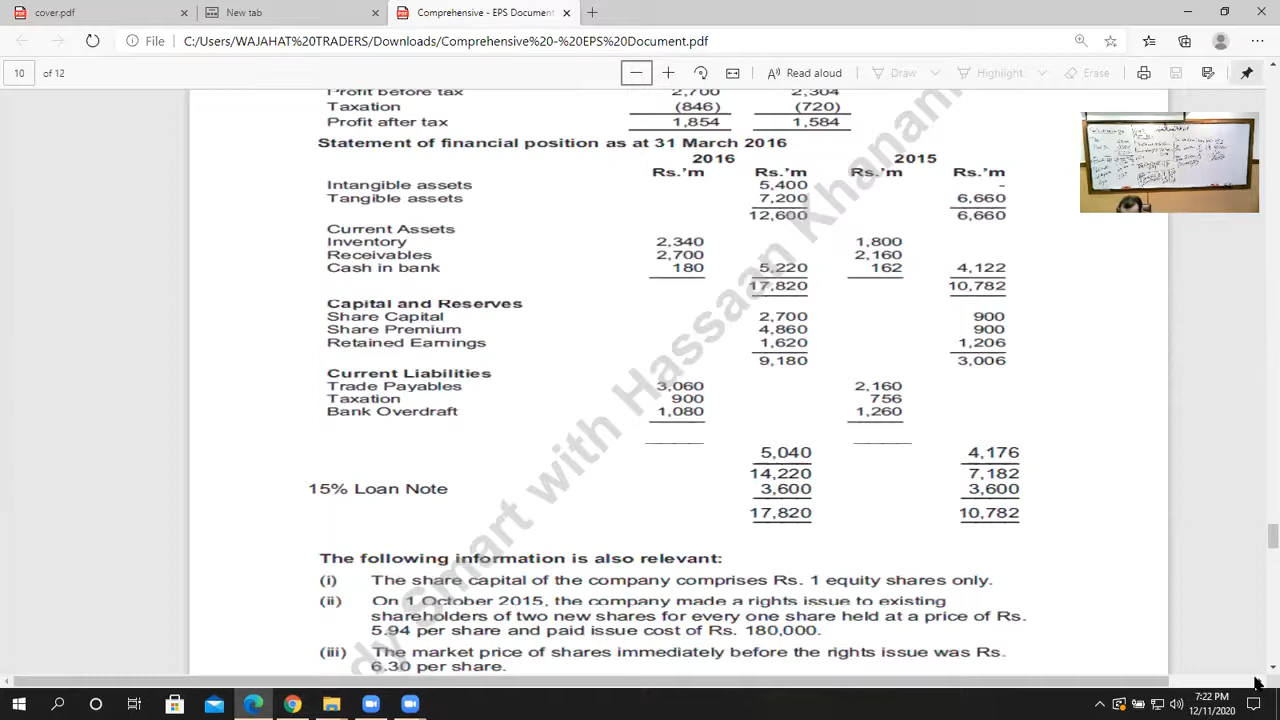 cover.pdf
New tab
Comprehensive - EPS Document.
File C:/Users/WAJAHAT%20TRADERS/Downloads/Comprehensive%20-%20EPS%20Document.pdf
10 of 12 Read aloud Draw Highlight Erase
Profit before tax 2,700 2,304
Taxation (846) (720)
Profit after tax 1,854 1,584
Statement of financial position as at 31 March 2016
2016 2015
Rs.'m Rs.'m Rs.'m Rs.'m
Intangible assets 5,400 -
Tangible assets 7,200 6,660
12,600 6,660
Current Assets
Inventory 2,340 1,800
Receivables 2,700 2,160
Cash in bank 180 5,220 162 4,122
17,820 10,782
Capital and Reserves
Share Capital 2,700 900
Share Premium 4,860 900
Retained Earnings 1,620 1,206
9,180 3,006
Current Liabilities
Trade Payables 3,060 2,160
Taxation 900 756
Bank Overdraft 1,080 1,260
5,040 4,176
14,220 7,182
15% Loan Note 3,600 3,600
17,820 10,782
The following information is also relevant:
(i) The share capital of the company comprises Rs. 1 equity shares only.
(ii) On 1 October 2015, the company made a rights issue to existing
shareholders of two new shares for every one share held at a price of Rs.
5.94 per share and paid issue cost of Rs. 180,000.
(iii) The market price of shares immediately before the rights issue was Rs.
6.30 per share.
dy Smart with Hassaan Khanani
7:22 PM
12/11/2020